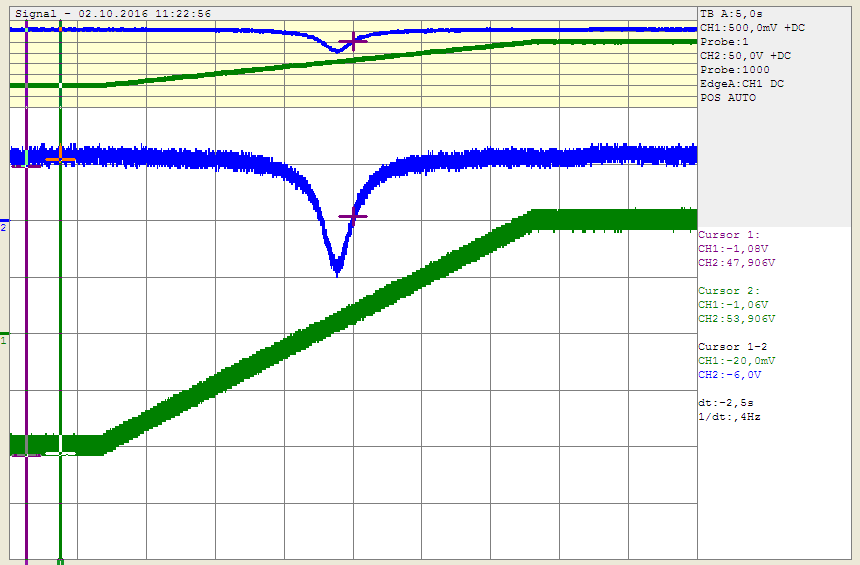 Signal - 02.10.2016 11:22:56
TB A:5,0s
CH1:500,0mV +DC
Probe:1
CH2:50,0V +DC
Probe:1000
EdgeA:CH1 DC
POS AUTO
2
1
Cursor 1:
CH1:-1,08V
CH2:47,906V
Cursor 2:
CH1:-1,06V
CH2:53,906V
Cursor 1-2
CH1:-20,0mV
CH2:-6,0V
dt:-2,5s
1/dt:,4Hz